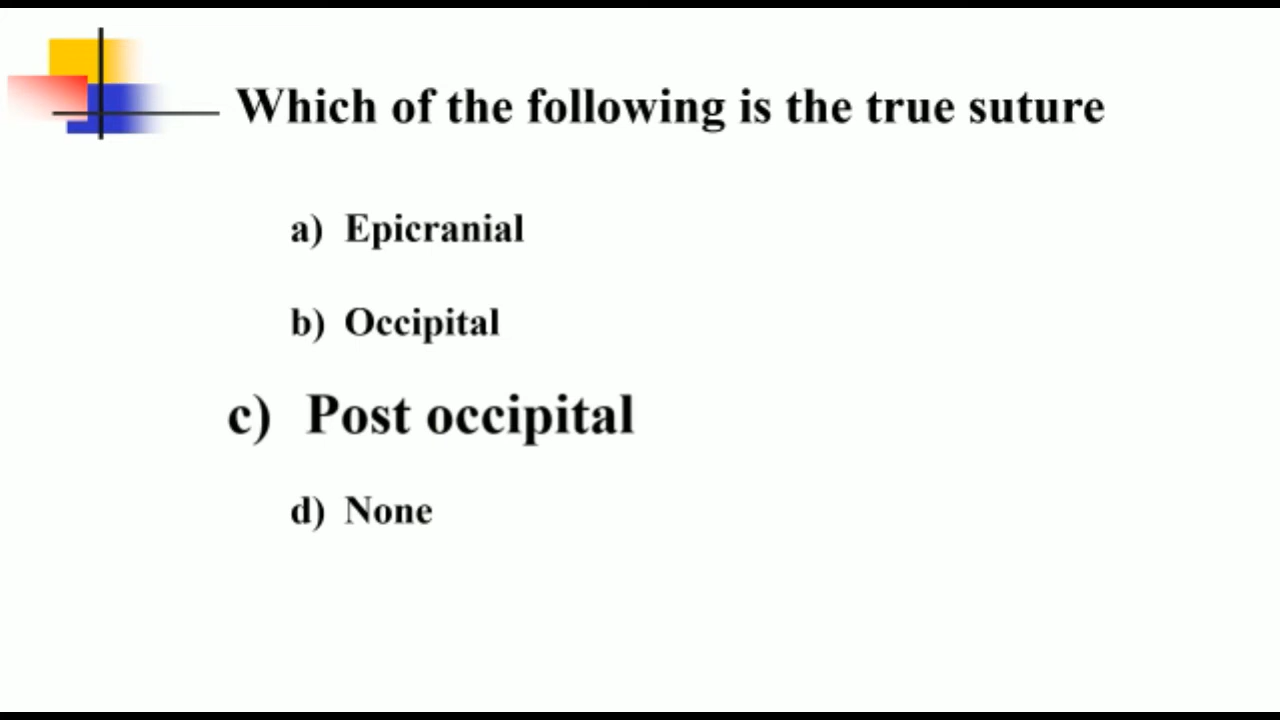 Which of the following is the true suture
a) Epicranial
b) Occipital
c) Post occipital
d) None